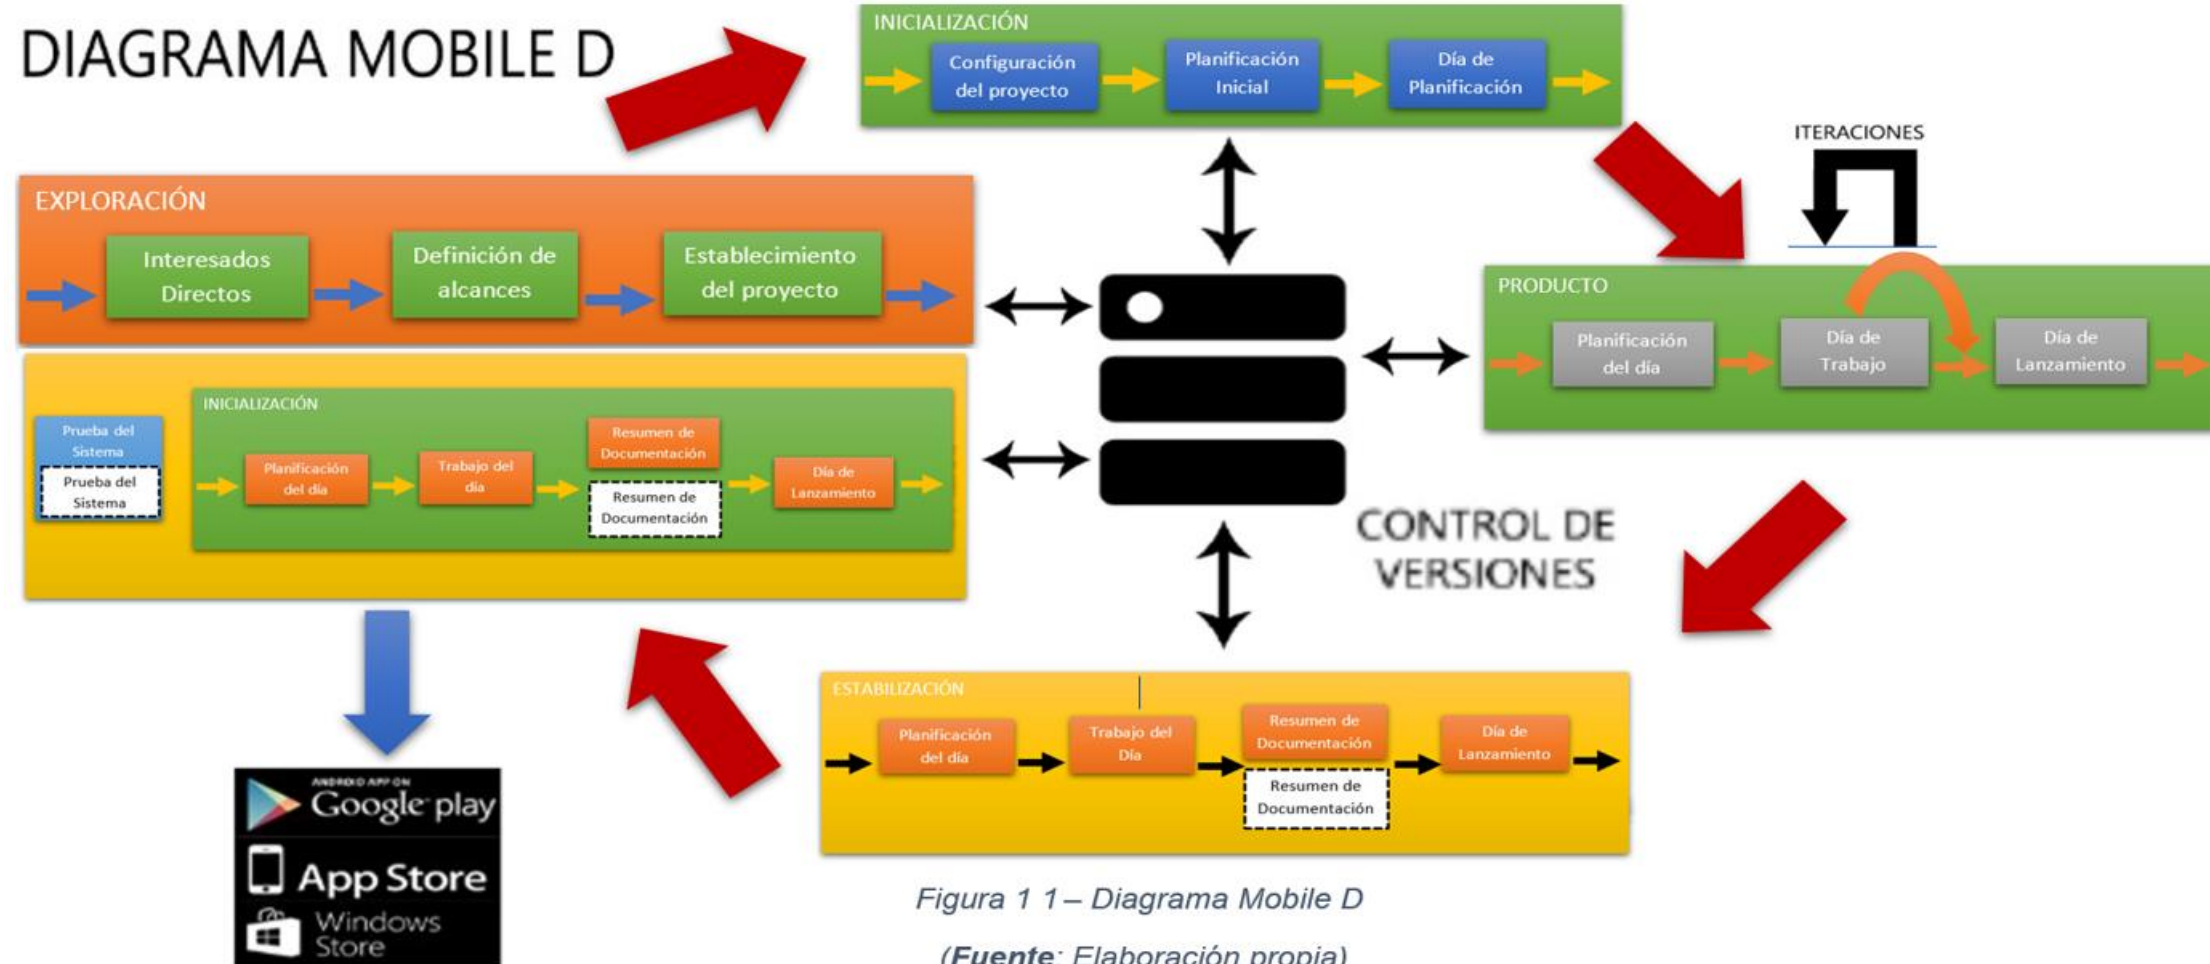 DIAGRAMA MOBILE D
INICIALIZACIÓN
Configuración
del proyecto
Planificación
Inicial
Día de
Planificación
ITERACIONES
EXPLORACIÓN
Interesados
Directos
Definición de
alcances
Establecimiento
del proyecto
PRODUCTO
Planificación
del día
Día de
Trabajo
Día de
Lanzamiento
INICIALIZACIÓN
Prueba del
Sistema
Prueba del
Sistema
Planificación
del día
Trabajo del
día
Resumen de
Documentación
Resumen de
Documentación
Día de
Lanzamiento
CONTROL DE
VERSIONES
ESTABILIZACIÓN
Planificación
del día
Trabajo del
Día
Resumen de
Documentación
Resumen de
Documentación
Día de
Lanzamiento
ANDROID APP ON
Google play
App Store
Windows
Store
Figura 1 1 – Diagrama Mobile D
(Fuente: Elaboración propia)